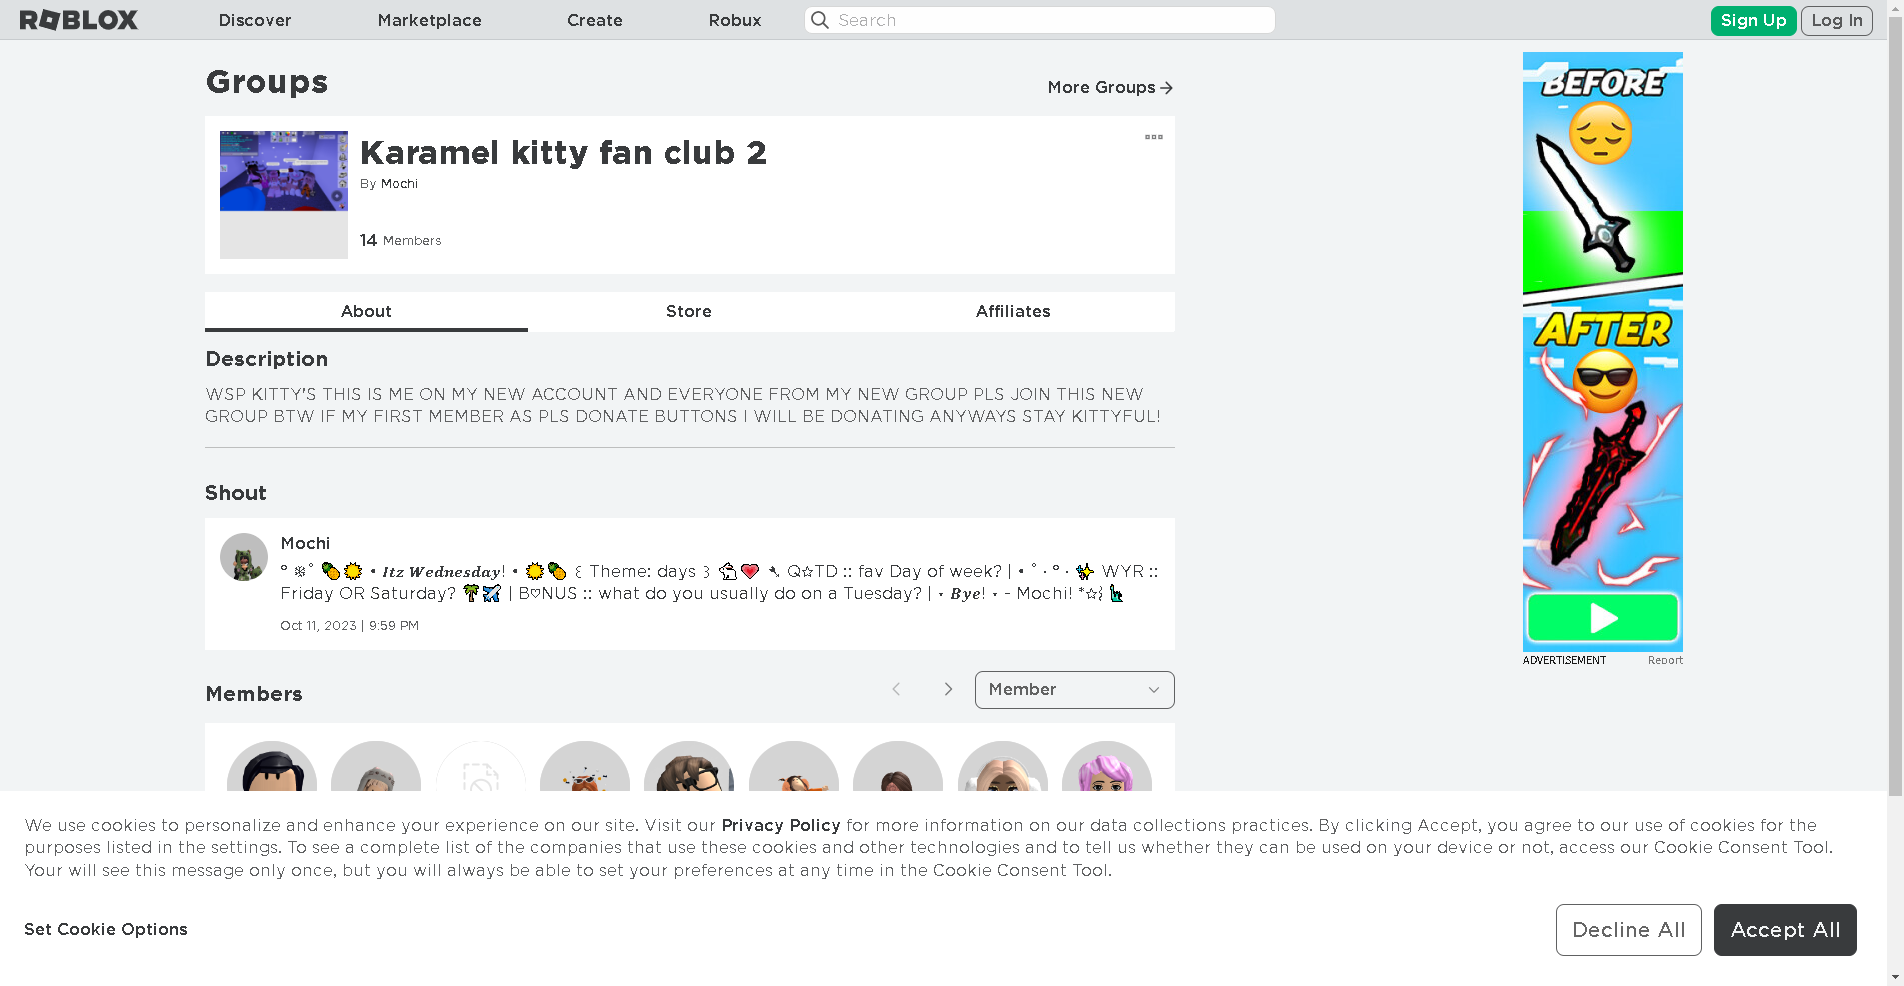 ROBLOX Discover Marketplace Create Robux Search Sign Up Log In
Groups
More Groups
Karamel kitty fan club 2
By Mochi
14 Members
About Store Affiliates
Description
WSP KITTY'S THIS IS ME ON MY NEW ACCOUNT AND EVERYONE FROM MY NEW GROUP PLS JOIN THIS NEW
GROUP BTW IF MY FIRST MEMBER AS PLS DONATE BUTTONS I WILL BE DONATING ANYWAYS STAY KITTYFUL!
Shout
Mochi
° ❄˚ 🍍🌞 • 𝑰𝒕𝒛 𝑾𝒆𝒅𝒏𝒆𝒔𝒅𝒂𝒚! • 🌞🍍 ꒰ Theme: days ꒱ 🐇💗 ➷ Q☆TD :: fav Day of week? | • ˚ · ° · ✨ WYR ::
Friday OR Saturday? 🌴✈️ | B♡NUS :: what do you usually do on a Tuesday? | ⋆ 𝑩𝒚𝒆! ⋆ - Mochi! *☆⌇ 🗽
Oct 11, 2023 | 9:59 PM
Members
Member
BEFORE
AFTER
ADVERTISEMENT Report
We use cookies to personalize and enhance your experience on our site. Visit our Privacy Policy for more information on our data collections practices. By clicking Accept, you agree to our use of cookies for the
purposes listed in the settings. To see a complete list of the companies that use these cookies and other technologies and to tell us whether they can be used on your device or not, access our Cookie Consent Tool.
Your will see this message only once, but you will always be able to set your preferences at any time in the Cookie Consent Tool.
Set Cookie Options
Decline All Accept All